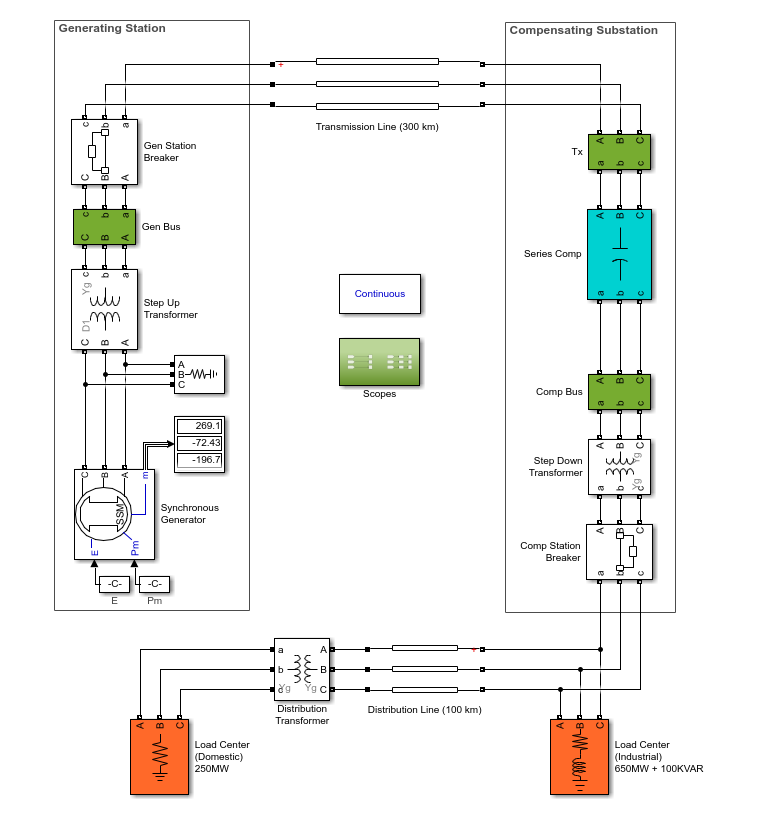 Generating Station
Compensating Substation
+
Transmission Line (300 km)
c b a
Gen Station
Breaker
C B A
A B C
Tx
a b c
c b a
Gen Bus
C B A
A B C
Series Comp
a b c
c b a
Yg
Step Up
Transformer
D1
C B A
Continuous
Scopes
A
B
C
A B C
Comp Bus
a b c
269.1
-72.43
-196.7
A B C
Yg
Step Down
Transformer
Yg
a b c
C B A m
SSM
Synchronous
Generator
E Pm
-C-
-C-
E
Pm
A B C
Comp Station
Breaker
a b c
a A
b B
c C
Yg Yg
+
Distribution
Transformer
Distribution Line (100 km)
A B C
Load Center
(Domestic)
250MW
A B C
Load Center
(Industrial)
650MW + 100KVAR